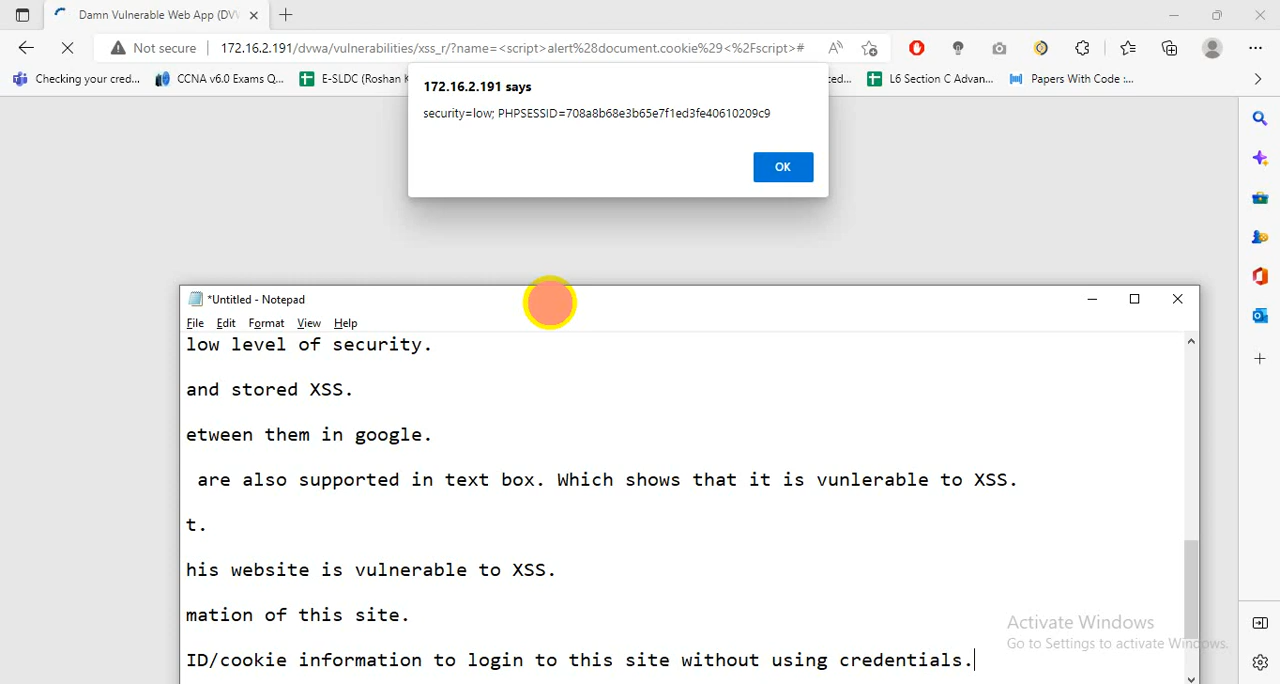 Damn Vulnerable Web App (DV
Not secure
172.16.2.191/dvwa/vulnerabilities/xss_r/?name=<script>alert%28document.cookie%29<%2Fscript>#
Checking your cred...
CCNA v6.0 Exams Q...
E-SLDC (Roshan K
ced...
L6 Section C Advan...
Papers With Code :...
172.16.2.191 says
security=low; PHPSESSID=708a8b68e3b65e7f1ed3fe40610209c9
OK
*Untitled - Notepad
File Edit Format View Help
low level of security.
and stored XSS.
etween them in google.
are also supported in text box. Which shows that it is vunlerable to XSS.
t.
his website is vulnerable to XSS.
mation of this site.
ID/cookie information to login to this site without using credentials.
Activate Windows
Go to Settings to activate Windows.